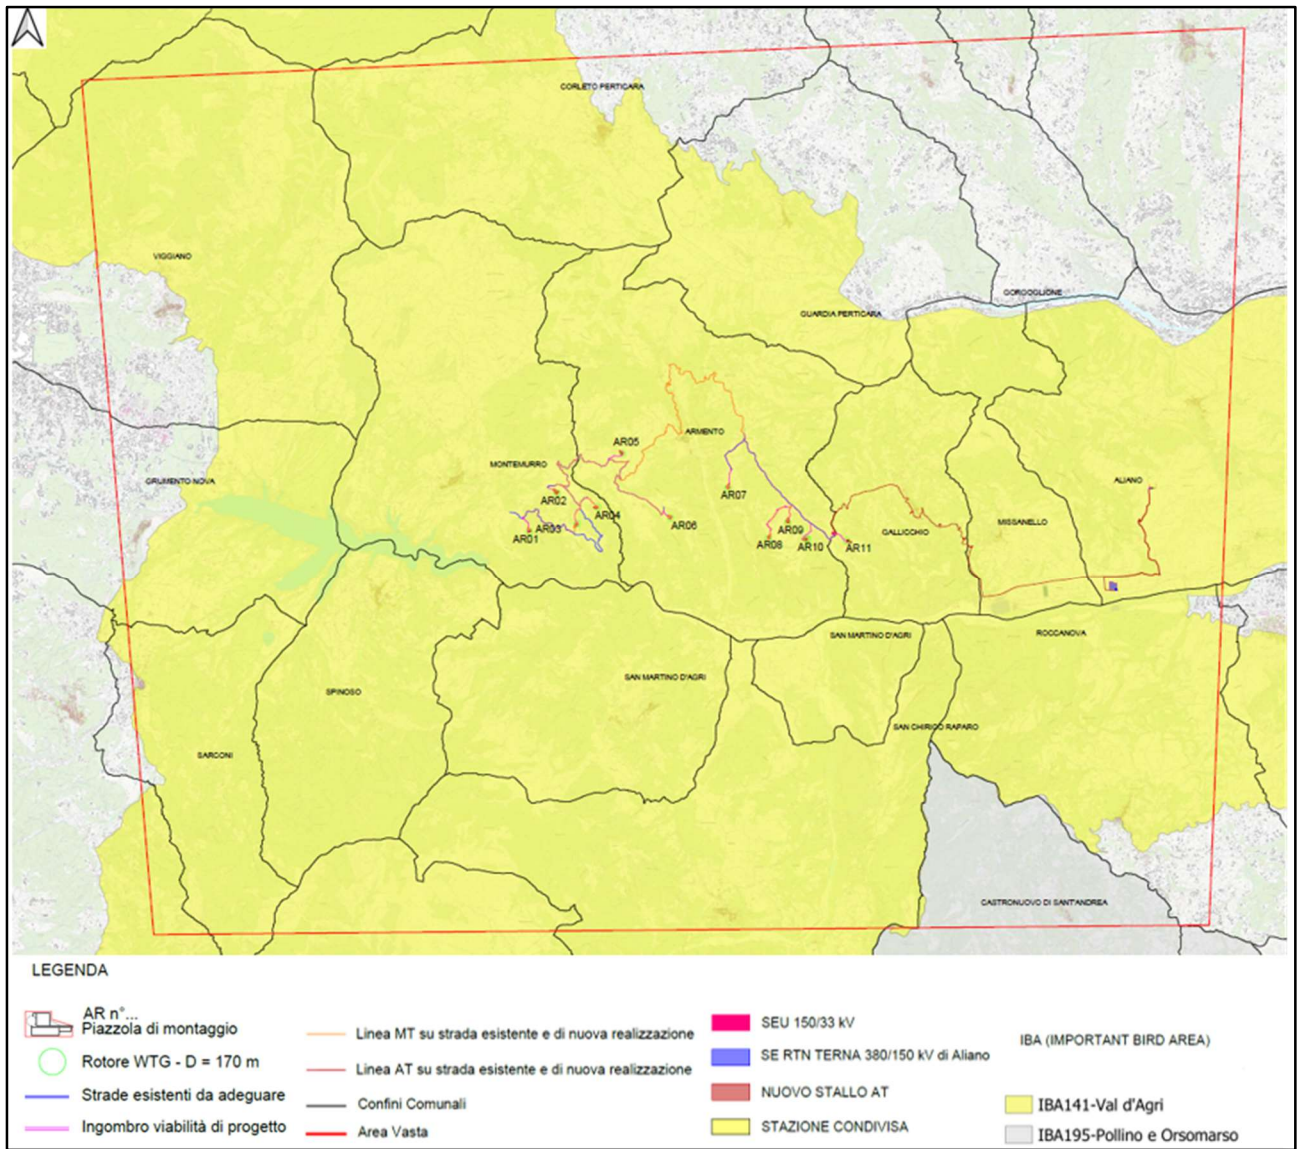 CORLETO PERTICARA
VIGGIANO
GORGOGLIONE
GUARDIA PERTICARA
ARMENTO
AR05
MONTEMURRO
GRUMENTO NOVA
ALIANO
AR02
AR07
AR04
AR06
MISSANELLO
AR03
AR09
GALLICCHIO
AR01
AR08
AR10
AR11
SAN MARTINO D'AGRI
ROCCANOVA
SAN MARTINO D'AGRI
SPINOSO
SAN CHIRICO RAPARO
SARCONI
CASTRONUOVO DI SANT'ANDREA
LEGENDA
AR n°...
Piazzola di montaggio
Rotore WTG - D = 170 m
Strade esistenti da adeguare
Ingombro viabilità di progetto
Linea MT su strada esistente e di nuova realizzazione
Linea AT su strada esistente e di nuova realizzazione
Confini Comunali
Area Vasta
SEU 150/33 kV
SE RTN TERNA 380/150 kV di Aliano
NUOVO STALLO AT
STAZIONE CONDIVISA
IBA (IMPORTANT BIRD AREA)
IBA141-Val d'Agri
IBA195-Pollino e Orsomarso